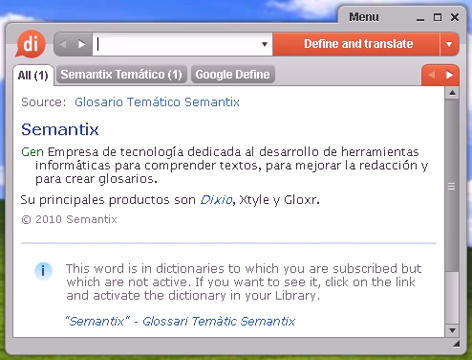 Menu
di
Define and translate
All (1)
Semantix Temático (1)
Google Define
Source: Glosario Temático Semantix
Semantix
Gen Empresa de tecnología dedicada al desarrollo de herramientas
informáticas para comprender textos, para mejorar la redacción y
para crear glosarios.
Su principales productos son Dixio, Xtyle y Gloxr.
© 2010 Semantix
i
This word is in dictionaries to which you are subscribed but
which are not active. If you want to see it, click on the link
and activate the dictionary in your Library.
"Semantix" - Glossari Temàtic Semantix